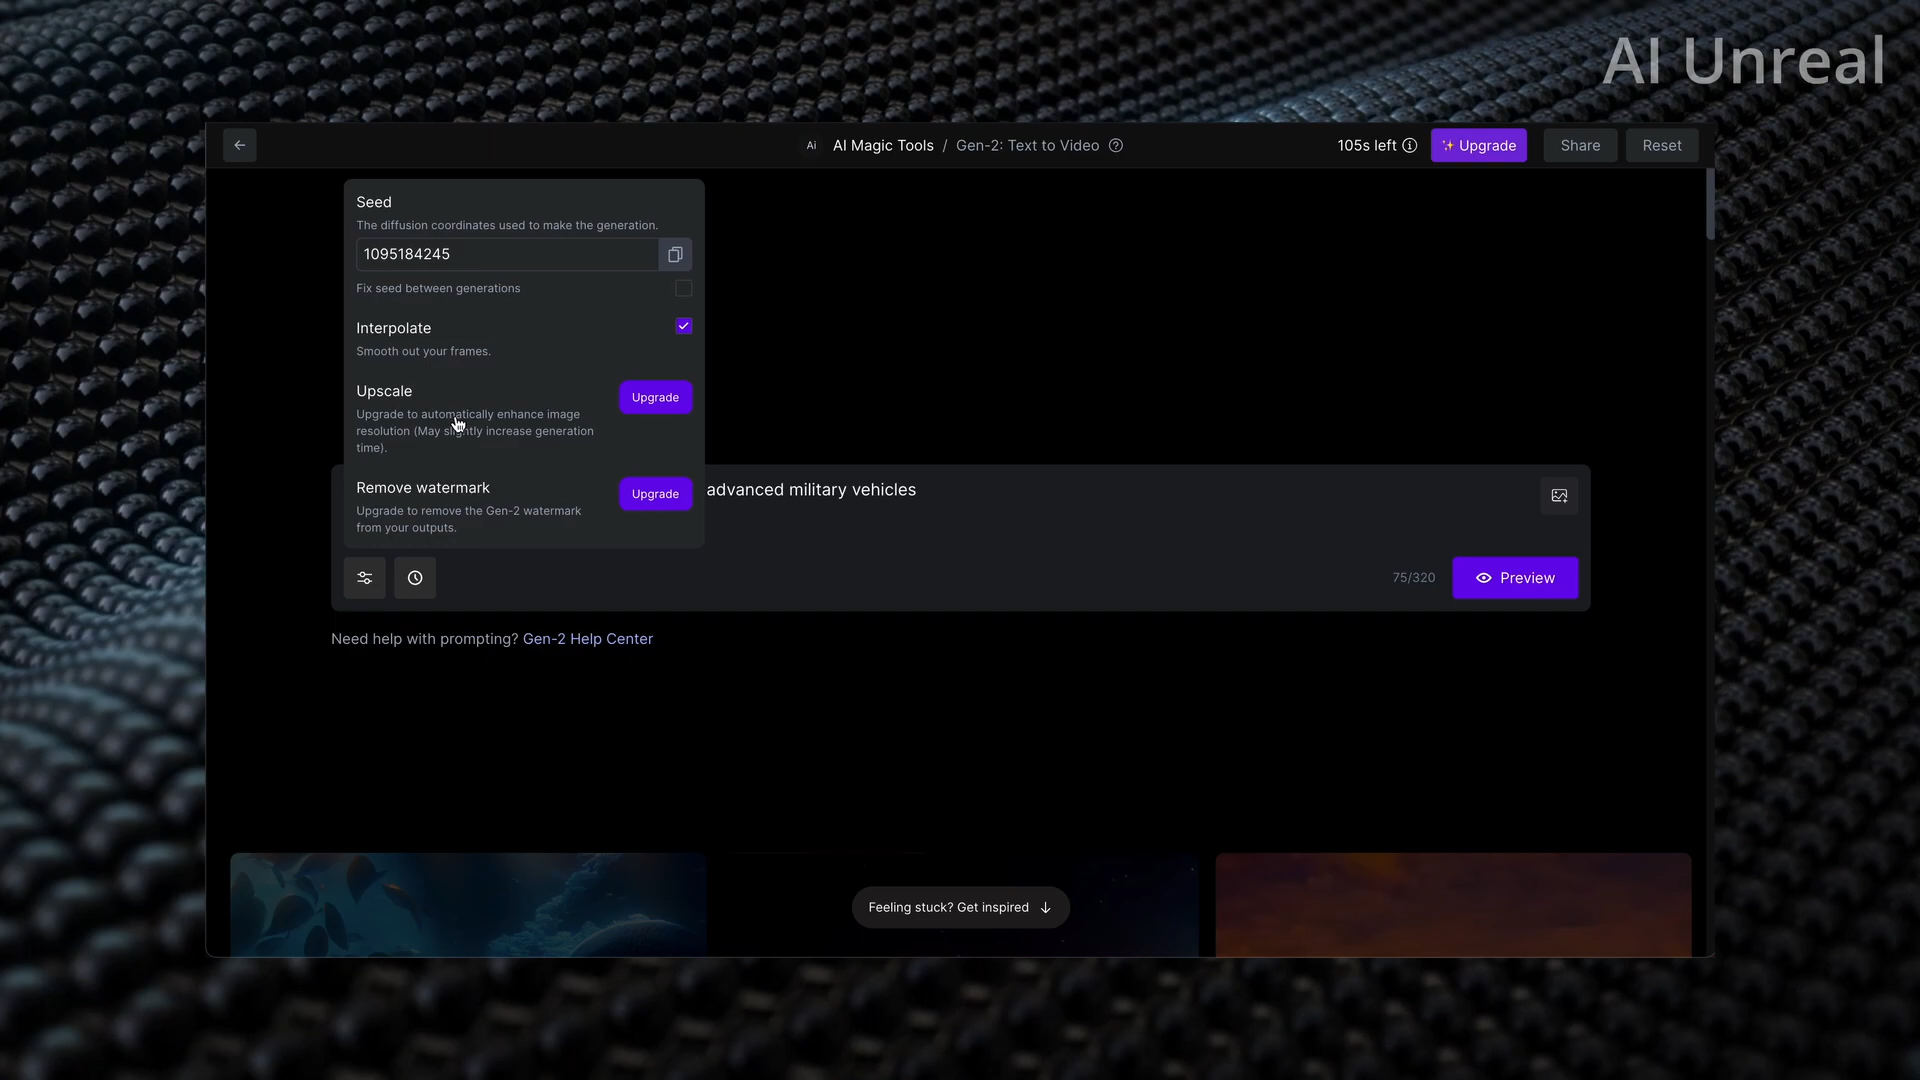 AI Unreal
Ai AI Magic Tools / Gen-2: Text to Video
105s left
Upgrade
Share
Reset
Seed
The diffusion coordinates used to make the generation.
1095184245
Fix seed between generations
Interpolate
Smooth out your frames.
Upscale
Upgrade
Upgrade to automatically enhance image
resolution (May slightly increase generation
time).
Remove watermark
Upgrade
Upgrade to remove the Gen-2 watermark
from your outputs.
advanced military vehicles
75/320
Preview
Need help with prompting? Gen-2 Help Center
Feeling stuck? Get inspired